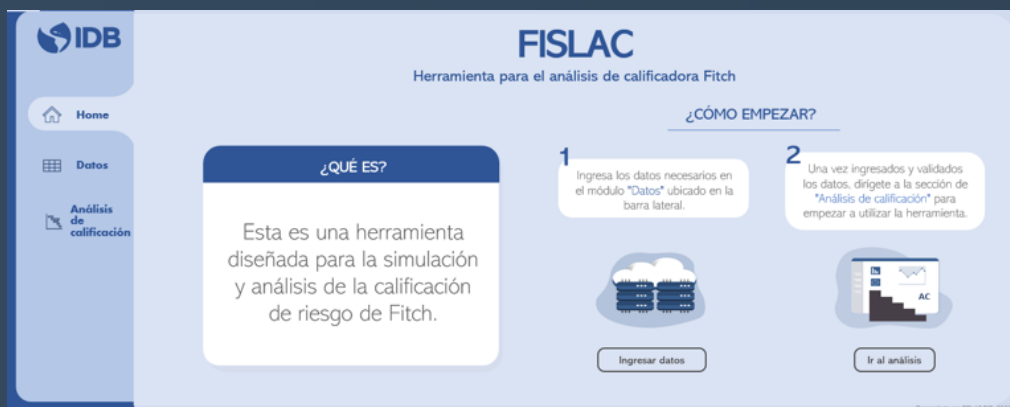 IDB
FISLAC
Herramienta para el análisis de calificadora Fitch
Home
Datos
Análisis
de
calificación
¿QUÉ ES?
Esta es una herramienta
diseñada para la simulación
y análisis de la calificación
de riesgo de Fitch.
¿CÓMO EMPEZAR?
1
Ingresa los datos necesarios en
el módulo "Datos" ubicado en la
barra lateral.
Ingresar datos
2
Una vez ingresados y validados
los datos, dirígete a la sección de
"Análisis de calificación" para
empezar a utilizar la herramienta.
AC
Ir al análisis